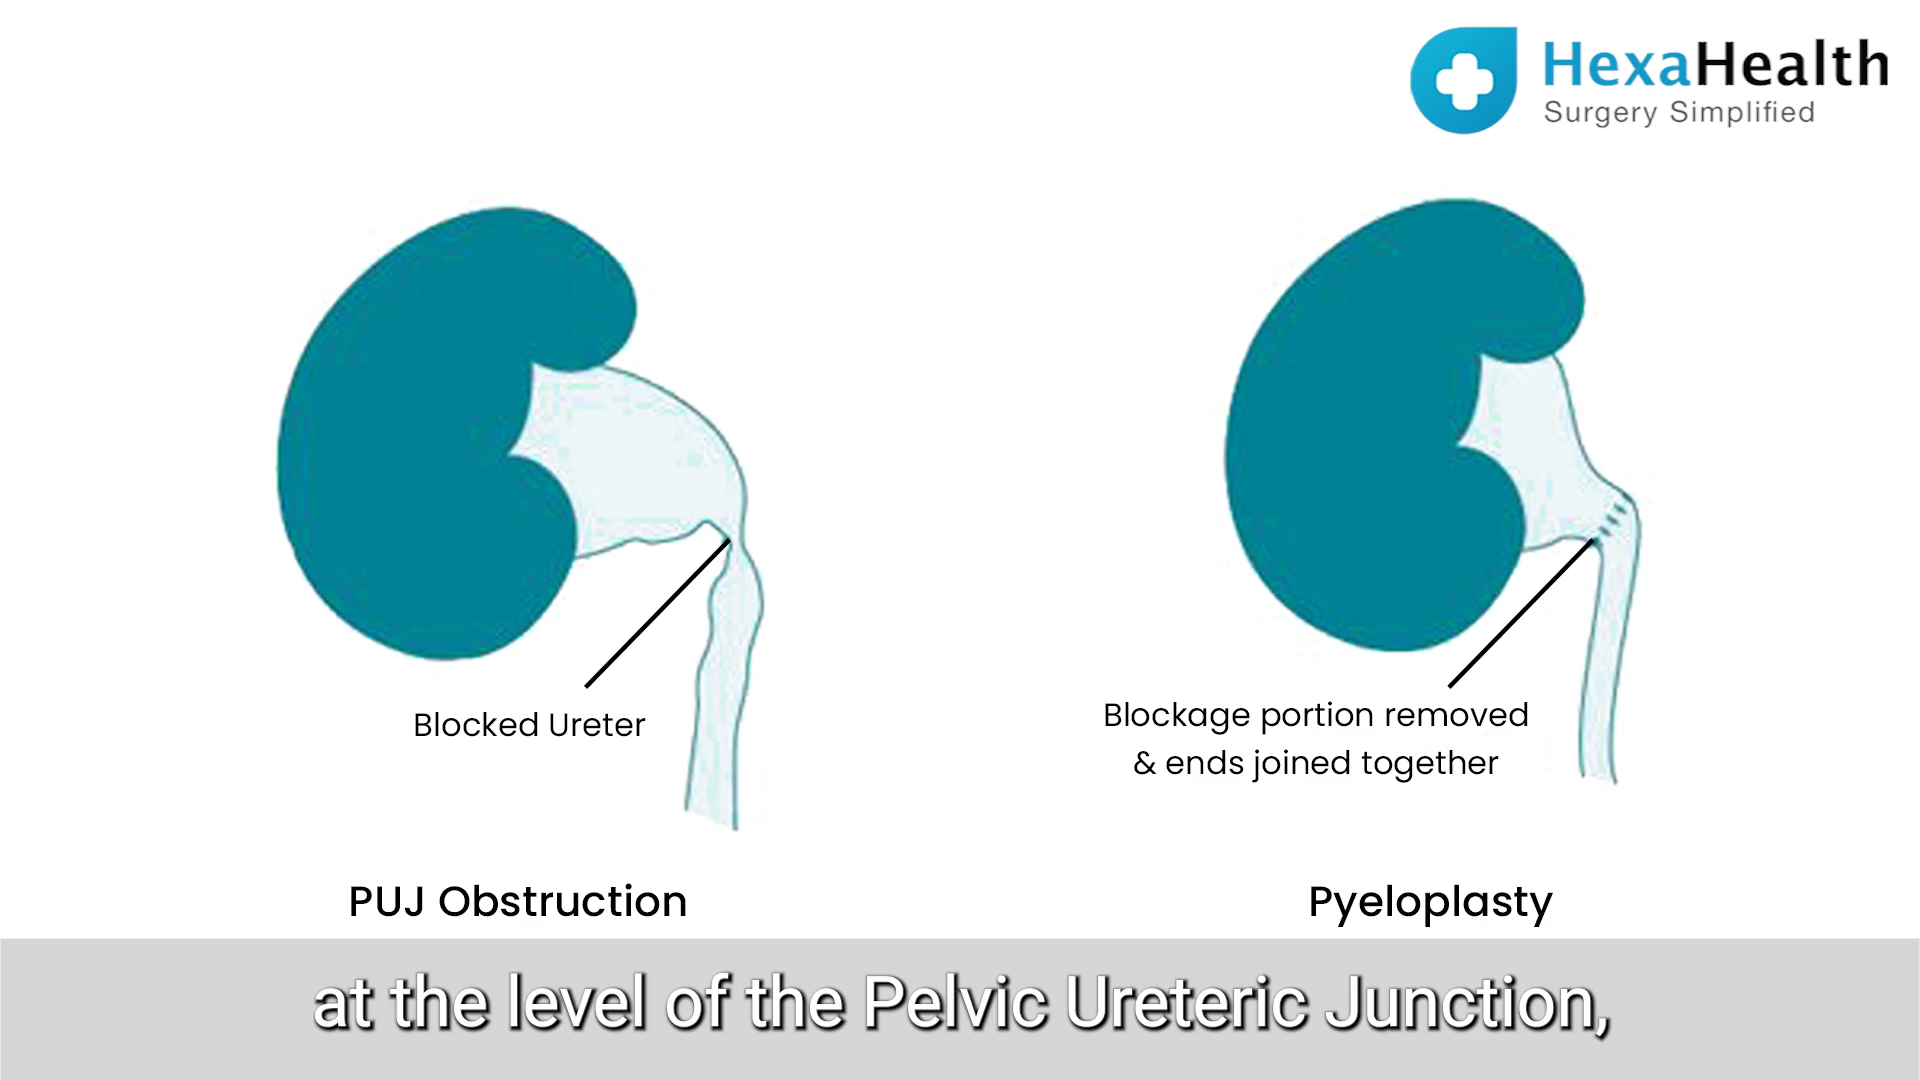 HexaHealth
Surgery Simplified
Blocked Ureter
Blockage portion removed
& ends joined together
PUJ Obstruction
Pyeloplasty
at the level of the Pelvic Ureteric Junction,